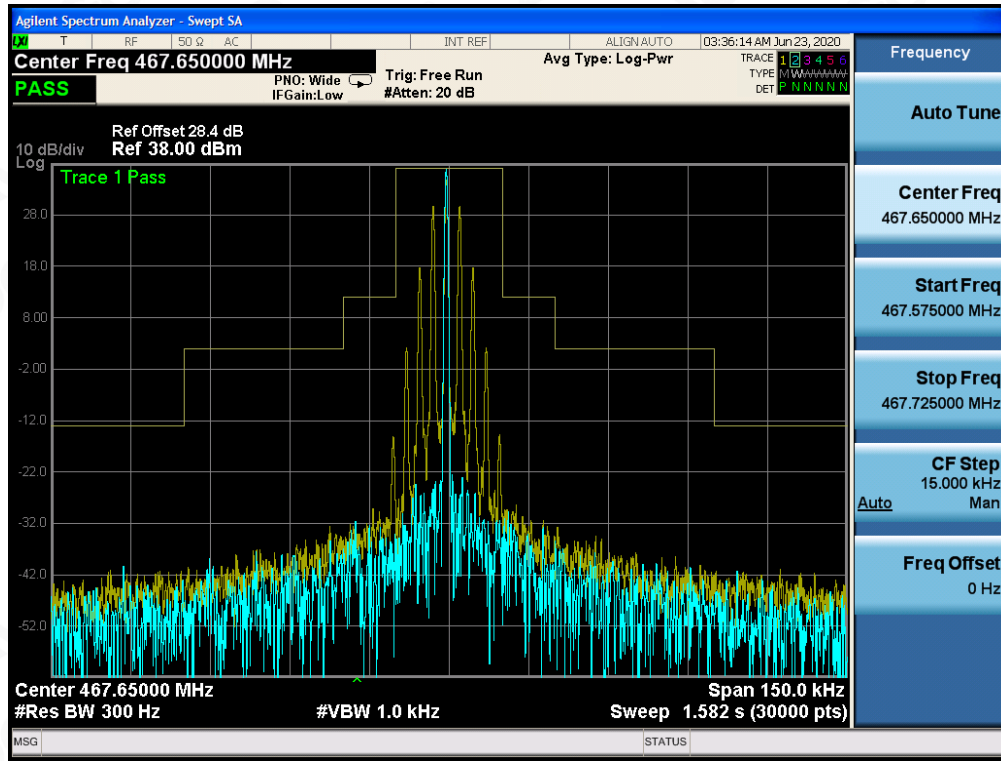 Agilent Spectrum Analyzer - Swept SA
LXI T RF 50 Ω AC INT REF ALIGN AUTO 03:36:14 AM Jun 23, 2020
Center Freq 467.650000 MHz
PASS
PNO: Wide
IFGain:Low
Trig: Free Run
#Atten: 20 dB
Avg Type: Log-Pwr
TRACE 1 2 3 4 5 6
TYPE M
DET P N N N N N
Ref Offset 28.4 dB
10 dB/div Ref 38.00 dBm
Log
Trace 1 Pass
28.0
18.0
8.00
-2.00
-12.0
-22.0
-32.0
-42.0
-52.0
Center 467.65000 MHz Span 150.0 kHz
#Res BW 300 Hz #VBW 1.0 kHz Sweep 1.582 s (30000 pts)
MSG STATUS
Frequency
Auto Tune
Center Freq
467.650000 MHz
Start Freq
467.575000 MHz
Stop Freq
467.725000 MHz
CF Step
15.000 kHz
Auto Man
Freq Offset
0 Hz